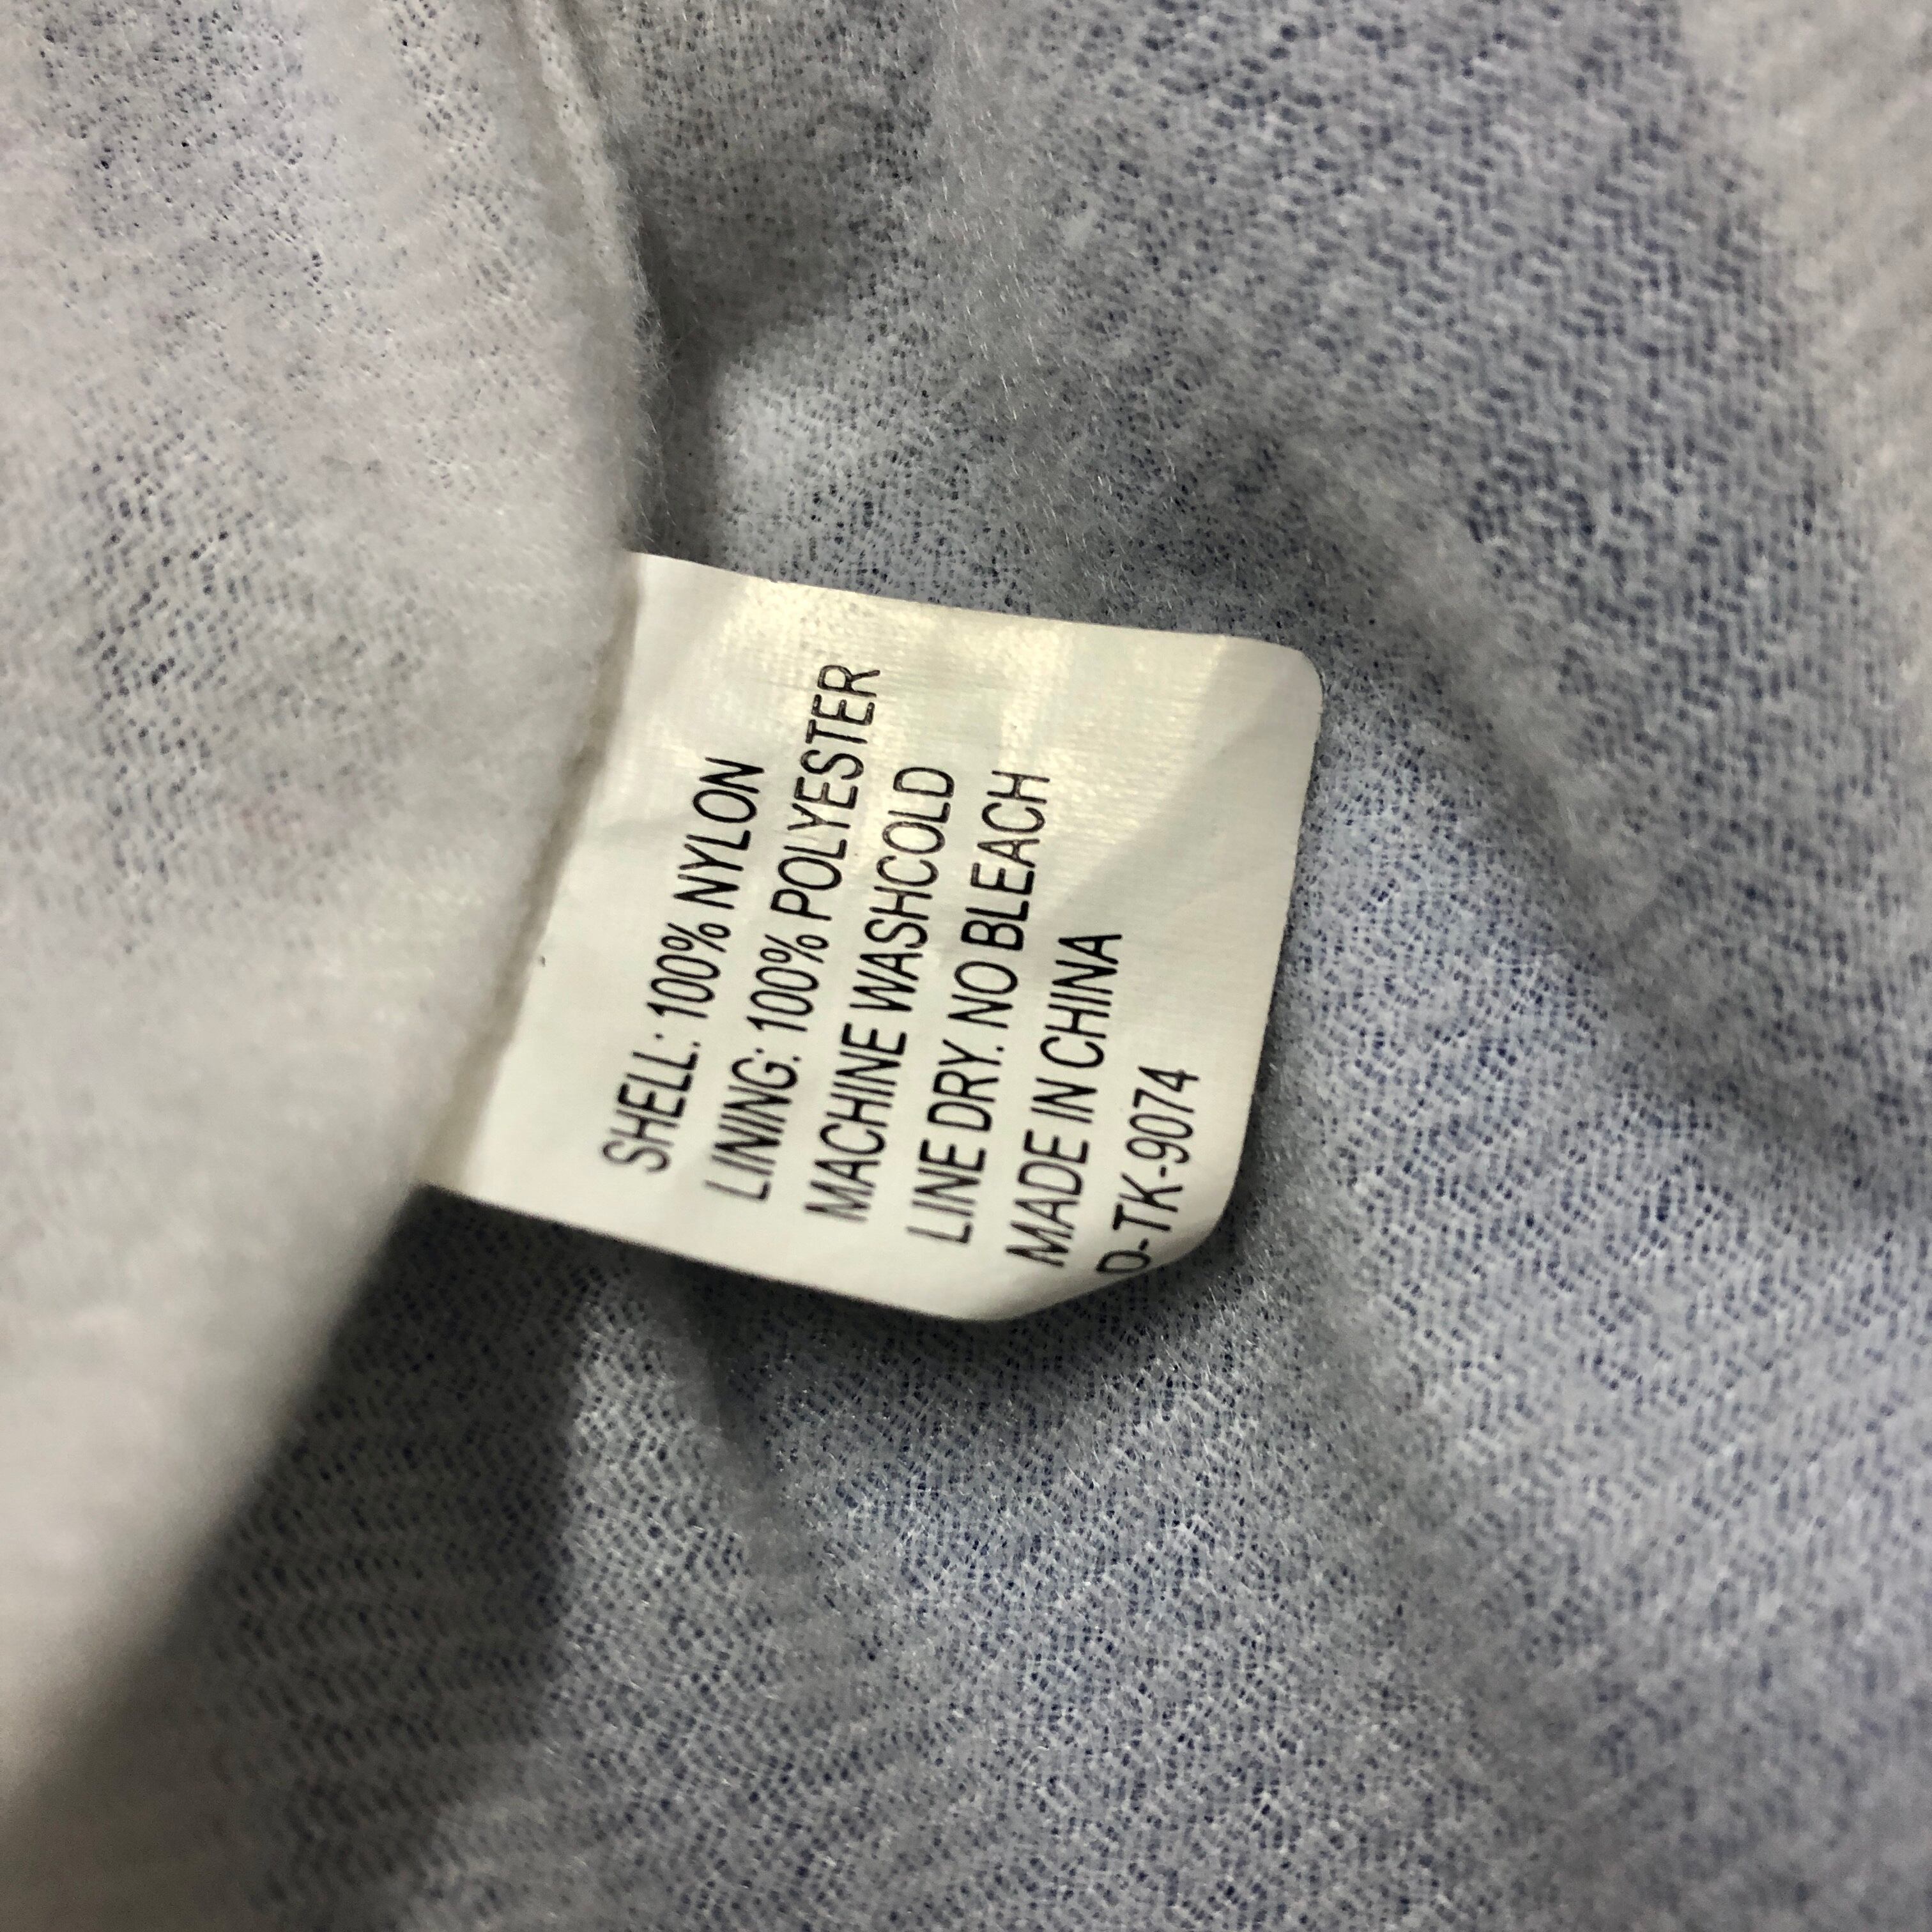 SHELL: 100% NYLON
LINING: 100% POLYESTER
MACHINE WASHCOLD
LINE DRY. NO BLEACH
MADE IN CHINA
D-TK-9074